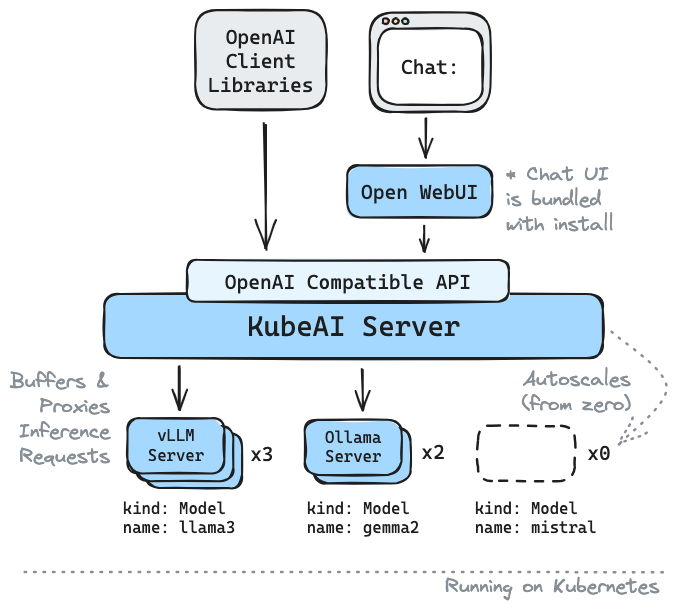 OpenAI
Client
Libraries
Chat:
Open WebUI
* Chat UI
is bundled
with install
OpenAI Compatible API
KubeAI Server
Buffers &
Proxies
Inference
Requests
Autoscales
(from zero)
vLLM
Server
x3
Ollama
Server
x2
x0
kind: Model
name: llama3
kind: Model
name: gemma2
kind: Model
name: mistral
Running on Kubernetes